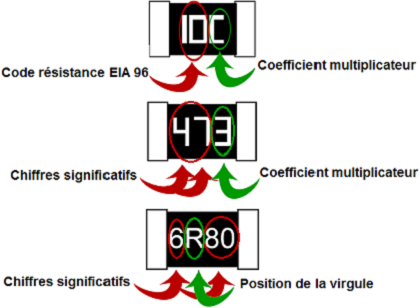 10C
Code résistance EIA 96
Coefficient multiplicateur
473
Chiffres significatifs
Coefficient multiplicateur
6R80
Chiffres significatifs
Position de la virgule